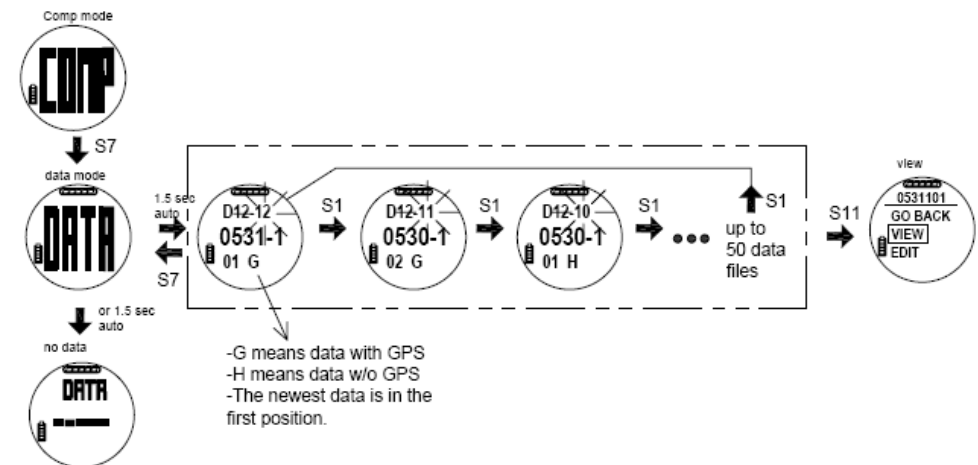 Comp mode
COMP
S7
data mode
DATA
1.5 sec
auto
S7
or 1.5 sec
auto
no data
DATA
-----
D12-12
0531-1
01 G
S1
D12-11
0530-1
02 G
S1
D12-10
0530-1
01 H
S1
S1
up to
50 data
files
S11
view
0531101
GO BACK
VIEW
EDIT
-G means data with GPS
-H means data w/o GPS
-The newest data is in the
first position.